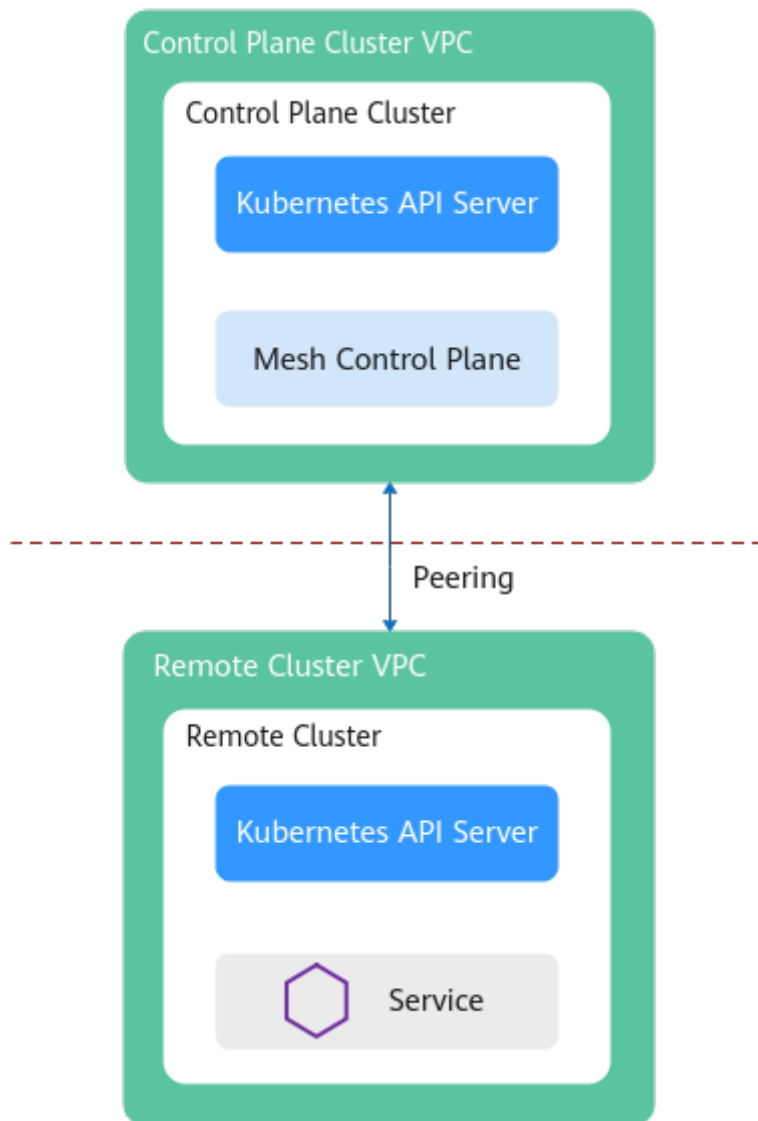 Control Plane Cluster VPC
Control Plane Cluster
Kubernetes API Server
Mesh Control Plane
Peering
Remote Cluster VPC
Remote Cluster
Kubernetes API Server
Service